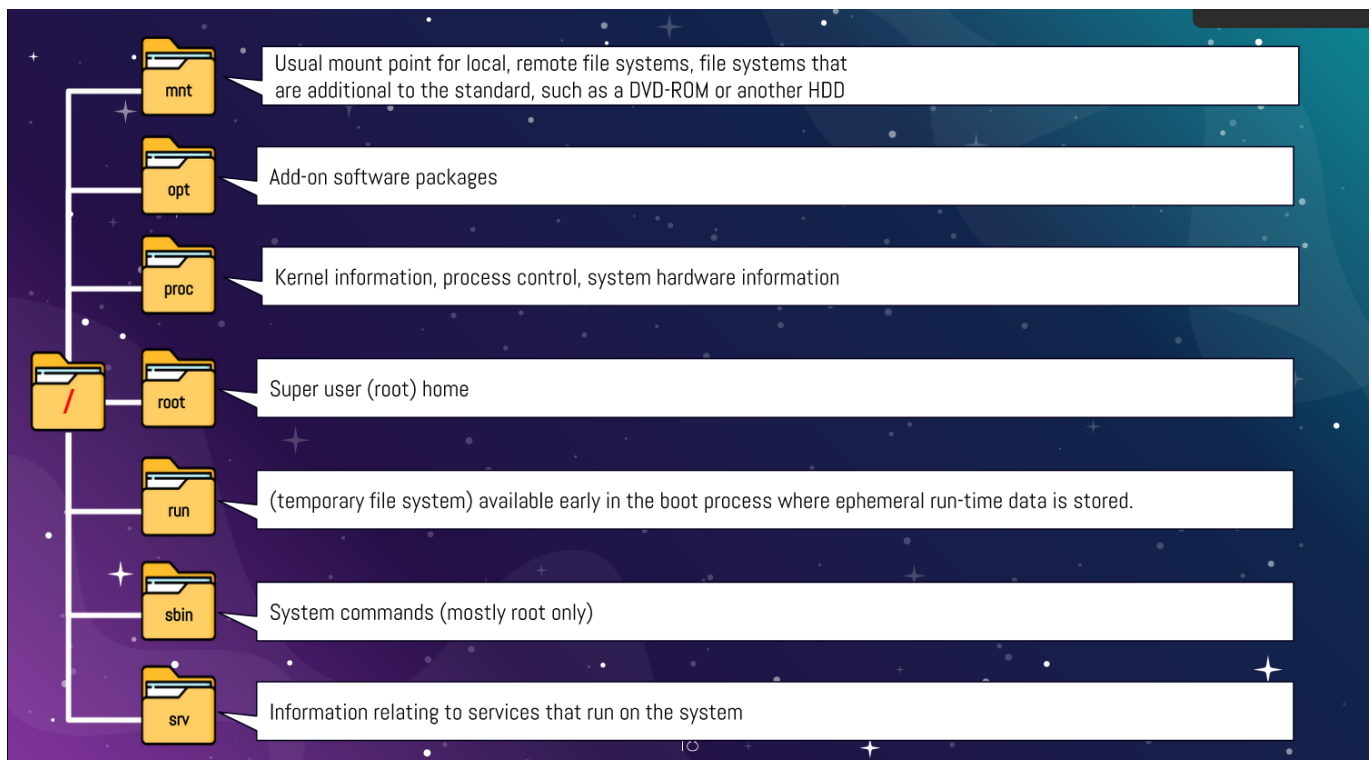 mnt
Usual mount point for local, remote file systems, file systems that
are additional to the standard, such as a DVD-ROM or another HDD
opt
Add-on software packages
proc
Kernel information, process control, system hardware information
/
root
Super user (root) home
run
(temporary file system) available early in the boot process where ephemeral run-time data is stored.
sbin
System commands (mostly root only)
srv
Information relating to services that run on the system